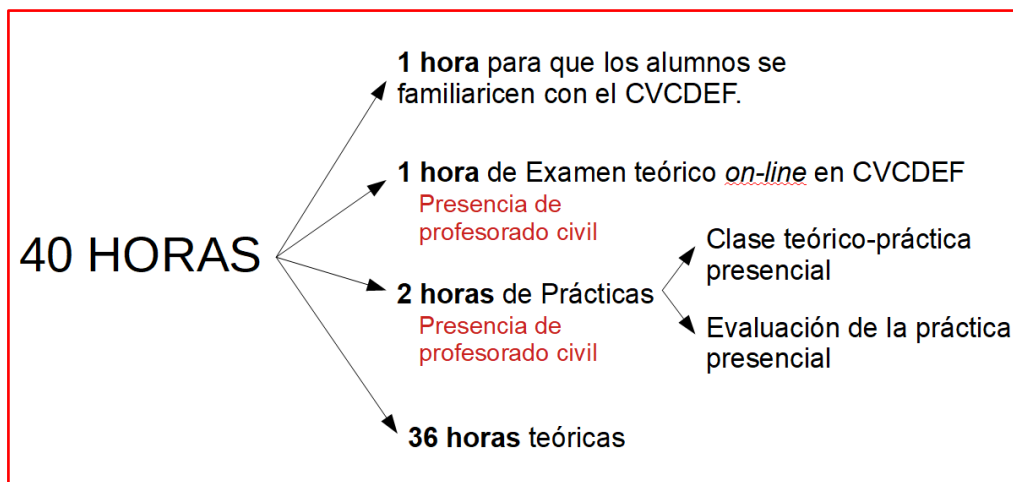 40 HORAS
1 hora para que los alumnos se
familiaricen con el CVCDEF.
1 hora de Examen teórico on-line en CVCDEF
Presencia de
profesorado civil
2 horas de Prácticas
Presencia de
profesorado civil
Clase teórico-práctica
presencial
Evaluación de la práctica
presencial
36 horas teóricas